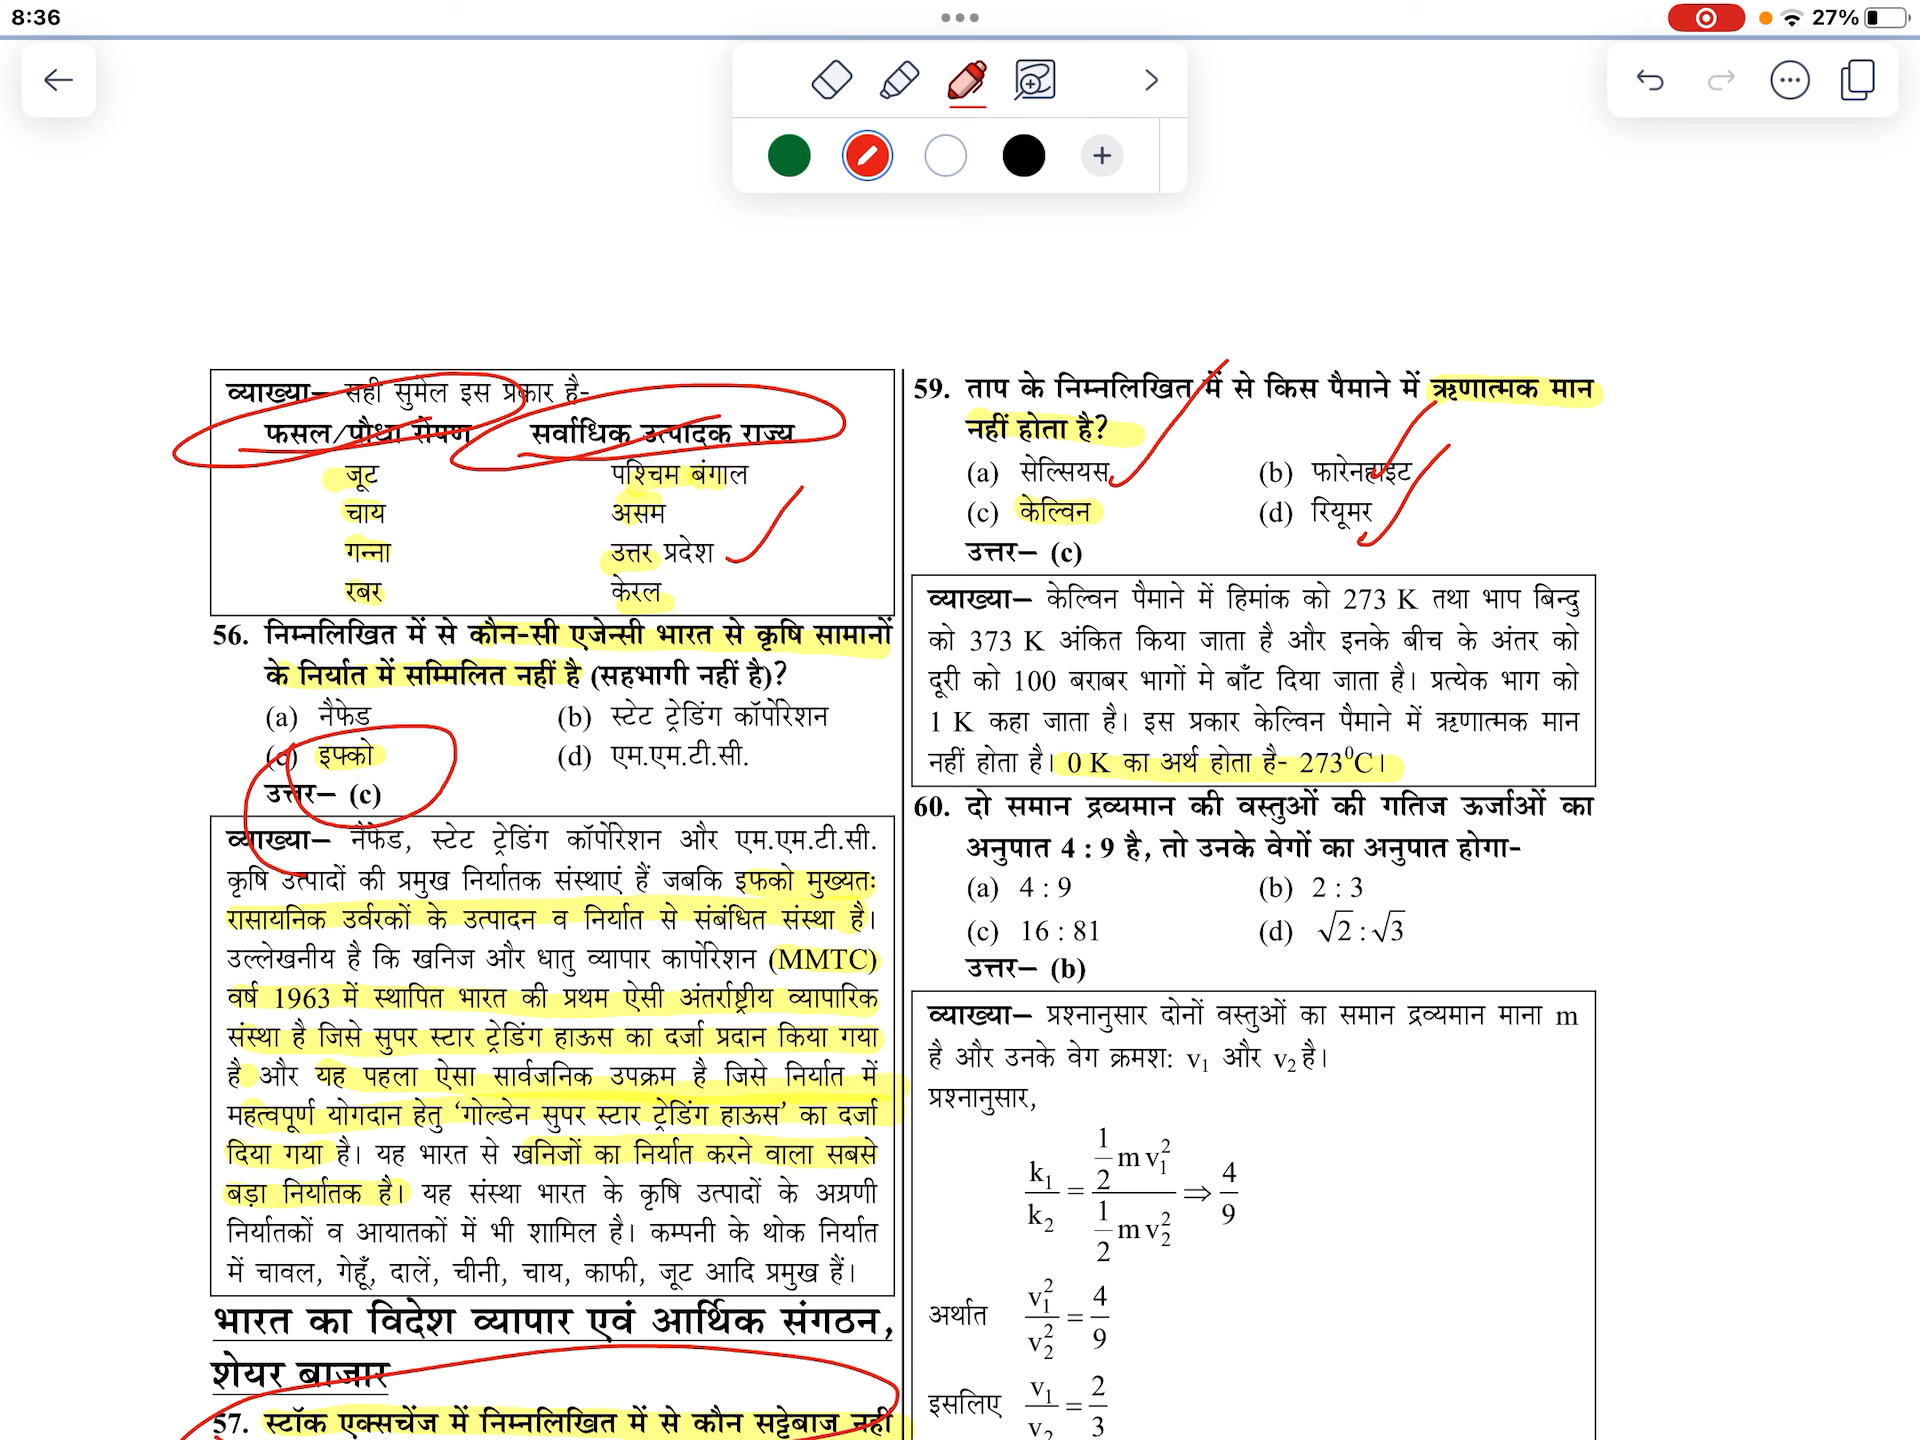 8:36
27%
व्याख्या– सही सुमेल इस प्रकार है-
फसल/पौधा रोपण सर्वाधिक उत्पादक राज्य
जूट पश्चिम बंगाल
चाय असम
गन्ना उत्तर प्रदेश
रबर केरल
56. निम्नलिखित में से कौन-सी एजेन्सी भारत से कृषि सामानों
के निर्यात में सम्मिलित नहीं है (सहभागी नहीं है)?
(a) नैफेड (b) स्टेट ट्रेडिंग कॉर्पोरेशन
(c) इफ्को (d) एम.एम.टी.सी.
उत्तर– (c)
व्याख्या– नैफेड, स्टेट ट्रेडिंग कॉर्पोरेशन और एम.एम.टी.सी.
कृषि उत्पादों की प्रमुख निर्यातक संस्थाएं हैं जबकि इफको मुख्यतः
रासायनिक उर्वरकों के उत्पादन व निर्यात से संबंधित संस्था है।
उल्लेखनीय है कि खनिज और धातु व्यापार कार्पोरेशन (MMTC)
वर्ष 1963 में स्थापित भारत की प्रथम ऐसी अंतर्राष्ट्रीय व्यापारिक
संस्था है जिसे सुपर स्टार ट्रेडिंग हाऊस का दर्जा प्रदान किया गया
है और यह पहला ऐसा सार्वजनिक उपक्रम है जिसे निर्यात में
महत्वपूर्ण योगदान हेतु ‘गोल्डेन सुपर स्टार ट्रेडिंग हाऊस’ का दर्जा
दिया गया है। यह भारत से खनिजों का निर्यात करने वाला सबसे
बड़ा निर्यातक है। यह संस्था भारत के कृषि उत्पादों के अग्रणी
निर्यातकों व आयातकों में भी शामिल है। कम्पनी के थोक निर्यात
में चावल, गेहूँ, दालें, चीनी, चाय, काफी, जूट आदि प्रमुख हैं।
भारत का विदेश व्यापार एवं आर्थिक संगठन,
शेयर बाजार
57. स्टॉक एक्सचेंज में निम्नलिखित में से कौन सट्टेबाज नहीं
59. ताप के निम्नलिखित में से किस पैमाने में ऋणात्मक मान
नहीं होता है?
(a) सेल्सियस (b) फारेनहाइट
(c) केल्विन (d) रियूमर
उत्तर– (c)
व्याख्या– केल्विन पैमाने में हिमांक को 273 K तथा भाप बिन्दु
को 373 K अंकित किया जाता है और इनके बीच के अंतर को
दूरी को 100 बराबर भागों मे बाँट दिया जाता है। प्रत्येक भाग को
1 K कहा जाता है। इस प्रकार केल्विन पैमाने में ऋणात्मक मान
नहीं होता है। 0 K का अर्थ होता है- 273⁰C।
60. दो समान द्रव्यमान की वस्तुओं की गतिज ऊर्जाओं का
अनुपात 4 : 9 है, तो उनके वेगों का अनुपात होगा-
(a) 4 : 9 (b) 2 : 3
(c) 16 : 81 (d) √2 : √3
उत्तर– (b)
व्याख्या– प्रश्नानुसार दोनों वस्तुओं का समान द्रव्यमान माना m
है और उनके वेग क्रमश: v₁ और v₂ है।
प्रश्नानुसार,
k₁/k₂ = (1/2 m v₁²)/(1/2 m v₂²) ⇒ 4/9
अर्थात v₁²/v₂² = 4/9
इसलिए v₁/v₂ = 2/3